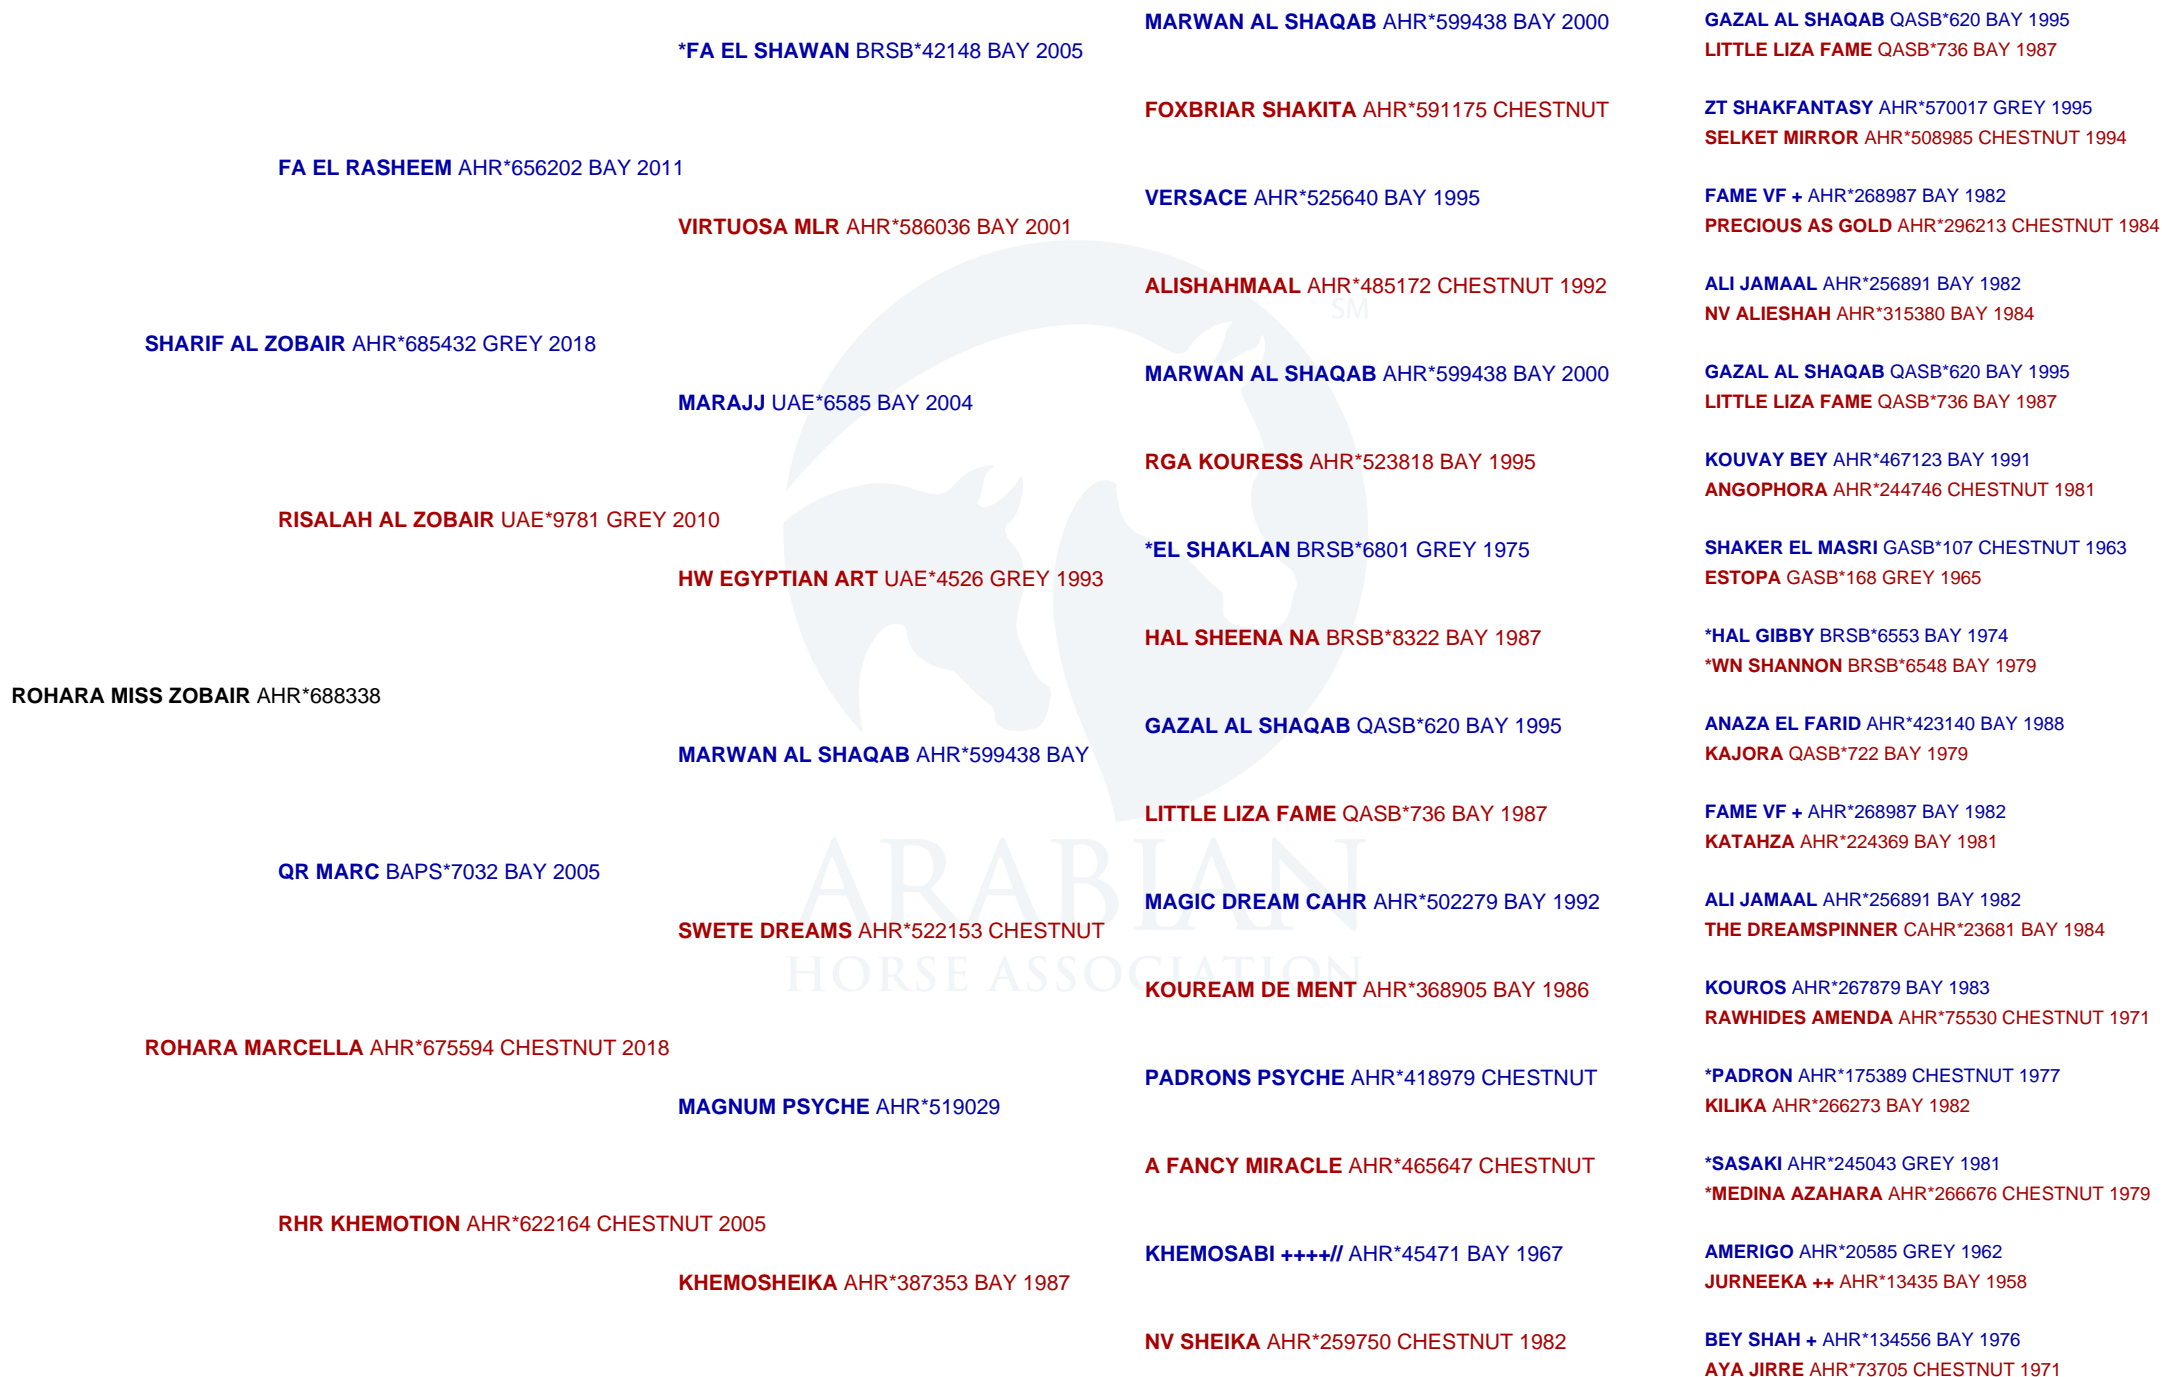 MARWAN AL SHAQAB AHR*599438 BAY 2000
GAZAL AL SHAQAB QASB*620 BAY 1995
*FA EL SHAWAN BRSB*42148 BAY 2005
LITTLE LIZA FAME QASB*736 BAY 1987
FOXBRIAR SHAKITA AHR*591175 CHESTNUT
ZT SHAKFANTASY AHR*570017 GREY 1995
SELKET MIRROR AHR*508985 CHESTNUT 1994
FA EL RASHEEM AHR*656202 BAY 2011
VERSACE AHR*525640 BAY 1995
FAME VF + AHR*268987 BAY 1982
VIRTUOSA MLR AHR*586036 BAY 2001
PRECIOUS AS GOLD AHR*296213 CHESTNUT 1984
ALISHAHMAAL AHR*485172 CHESTNUT 1992
ALI JAMAAL AHR*256891 BAY 1982
SM
NV ALIESHAH AHR*315380 BAY 1984
SHARIF AL ZOBAIR AHR*685432 GREY 2018
MARWAN AL SHAQAB AHR*599438 BAY 2000
GAZAL AL SHAQAB QASB*620 BAY 1995
MARAJJ UAE*6585 BAY 2004
LITTLE LIZA FAME QASB*736 BAY 1987
RGA KOURESS AHR*523818 BAY 1995
KOUVAY BEY AHR*467123 BAY 1991
ANGOPHORA AHR*244746 CHESTNUT 1981
RISALAH AL ZOBAIR UAE*9781 GREY 2010
*EL SHAKLAN BRSB*6801 GREY 1975
SHAKER EL MASRI GASB*107 CHESTNUT 1963
HW EGYPTIAN ART UAE*4526 GREY 1993
ESTOPA GASB*168 GREY 1965
HAL SHEENA NA BRSB*8322 BAY 1987
*HAL GIBBY BRSB*6553 BAY 1974
*WN SHANNON BRSB*6548 BAY 1979
ROHARA MISS ZOBAIR AHR*688338
GAZAL AL SHAQAB QASB*620 BAY 1995
ANAZA EL FARID AHR*423140 BAY 1988
MARWAN AL SHAQAB AHR*599438 BAY
KAJORA QASB*722 BAY 1979
LITTLE LIZA FAME QASB*736 BAY 1987
FAME VF + AHR*268987 BAY 1982
KATAHZA AHR*224369 BAY 1981
ARABIAN
QR MARC BAPS*7032 BAY 2005
MAGIC DREAM CAHR AHR*502279 BAY 1992
ALI JAMAAL AHR*256891 BAY 1982
SWETE DREAMS AHR*522153 CHESTNUT
THE DREAMSPINNER CAHR*23681 BAY 1984
HORSE ASSOCIATION
KOUREAM DE MENT AHR*368905 BAY 1986
KOUROS AHR*267879 BAY 1983
RAWHIDES AMENDA AHR*75530 CHESTNUT 1971
ROHARA MARCELLA AHR*675594 CHESTNUT 2018
PADRONS PSYCHE AHR*418979 CHESTNUT
*PADRON AHR*175389 CHESTNUT 1977
MAGNUM PSYCHE AHR*519029
KILIKA AHR*266273 BAY 1982
A FANCY MIRACLE AHR*465647 CHESTNUT
*SASAKI AHR*245043 GREY 1981
*MEDINA AZAHARA AHR*266676 CHESTNUT 1979
RHR KHEMOTION AHR*622164 CHESTNUT 2005
KHEMOSABI ++++// AHR*45471 BAY 1967
AMERIGO AHR*20585 GREY 1962
KHEMOSHEIKA AHR*387353 BAY 1987
JURNEEKA ++ AHR*13435 BAY 1958
NV SHEIKA AHR*259750 CHESTNUT 1982
BEY SHAH + AHR*134556 BAY 1976
AYA JIRRE AHR*73705 CHESTNUT 1971